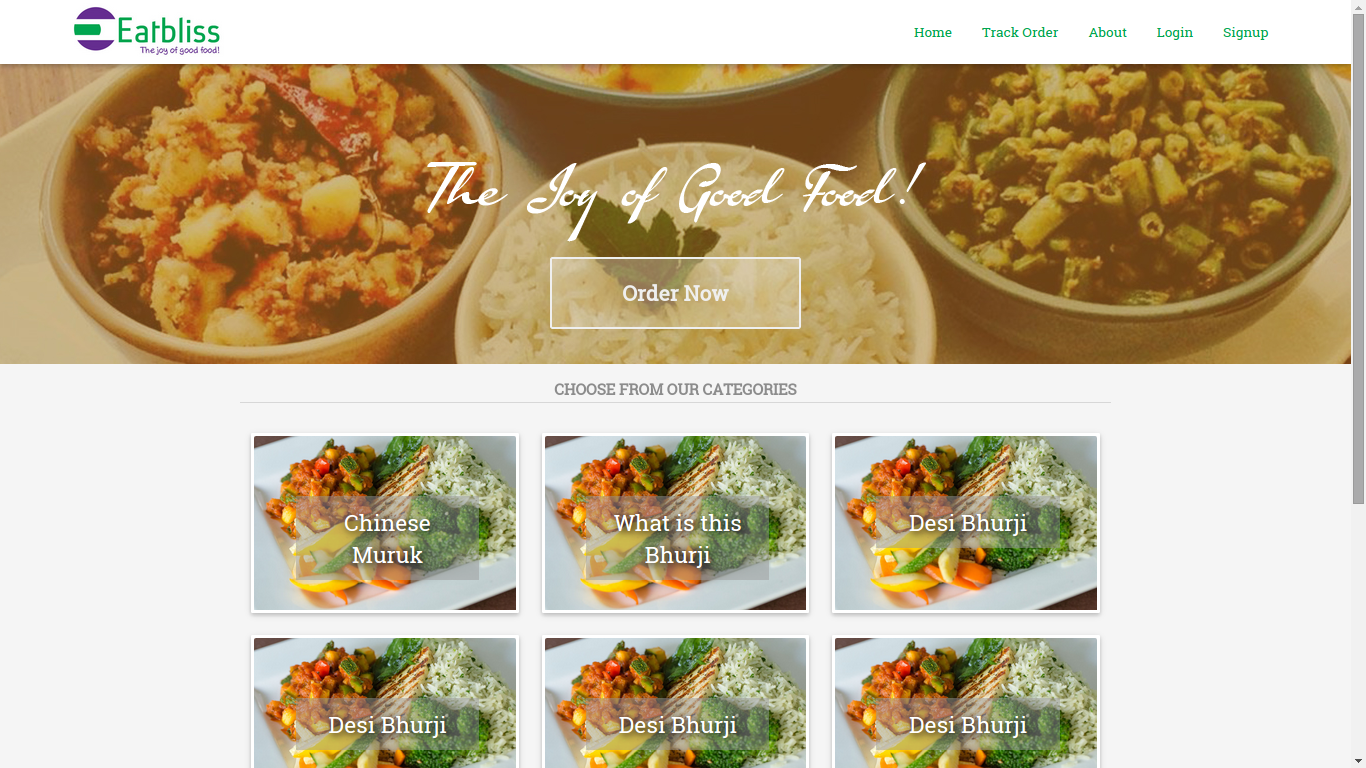 Eatbliss
The joy of good food!
Home Track Order About Login Signup
The Joy of Good Food!
Order Now
CHOOSE FROM OUR CATEGORIES
Chinese
Muruk
What is this
Bhurji
Desi Bhurji
Desi Bhurji
Desi Bhurji
Desi Bhurji